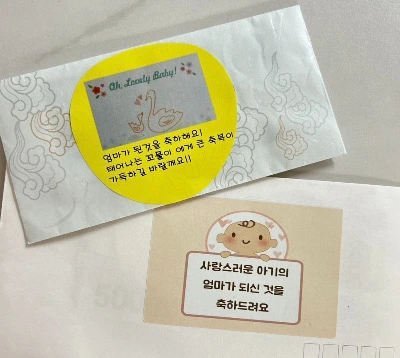 Oh Lovely Baby!
엄마가 된것을 축하해요!
태어나는 꼬물이 에게 큰 축복이
가득하길 바랄께요!!
사랑스러운 아기의
엄마가 되신 것을
축하드려요